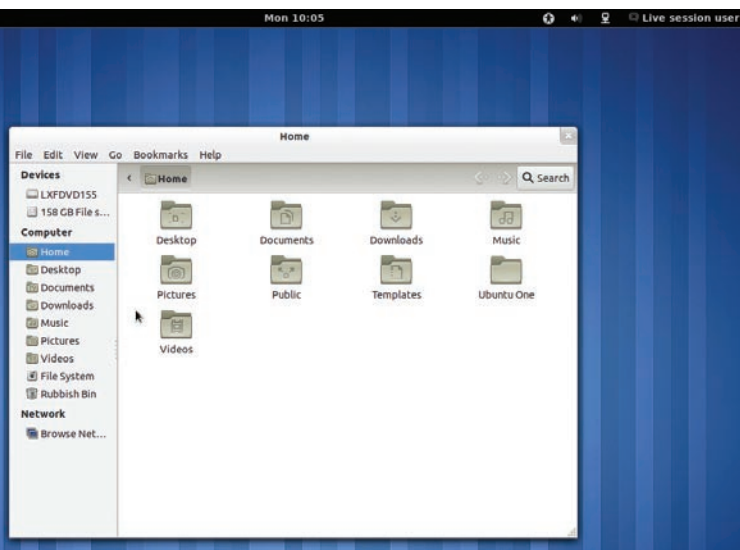 Mon 10:05
Live session user
Home
File Edit View Go Bookmarks Help
Devices
LXFDVD155
158 GB File s...
Computer
Home
Desktop
Documents
Downloads
Music
Pictures
Videos
File System
Rubbish Bin
Network
Browse Net...
Home
Search
Desktop Documents Downloads Music
Pictures Public Templates Ubuntu One
Videos